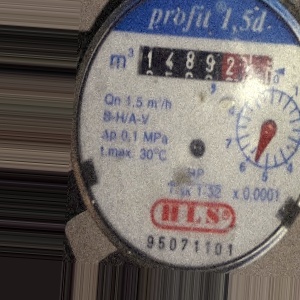 profit® 1,5d
m³ 1 4 8 9 2
Qn 1,5 m³/h
B-H/A-V
Δp 0,1 MPa
t.max. 30°C
x 0.0001
95071101